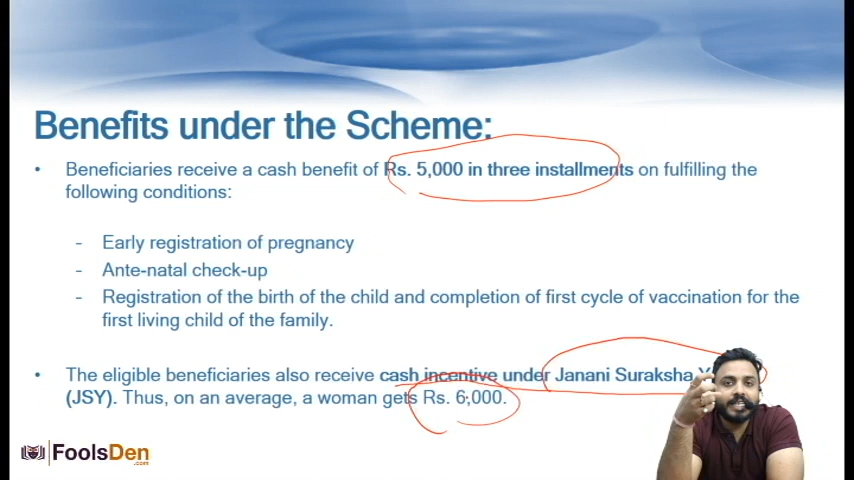 Benefits under the Scheme:
• Beneficiaries receive a cash benefit of Rs. 5,000 in three installments on fulfilling the
following conditions:
- Early registration of pregnancy
- Ante-natal check-up
- Registration of the birth of the child and completion of first cycle of vaccination for the
first living child of the family.
• The eligible beneficiaries also receive cash incentive under Janani Suraksha
(JSY). Thus, on an average, a woman gets Rs. 6,000.
FoolsDen
.com